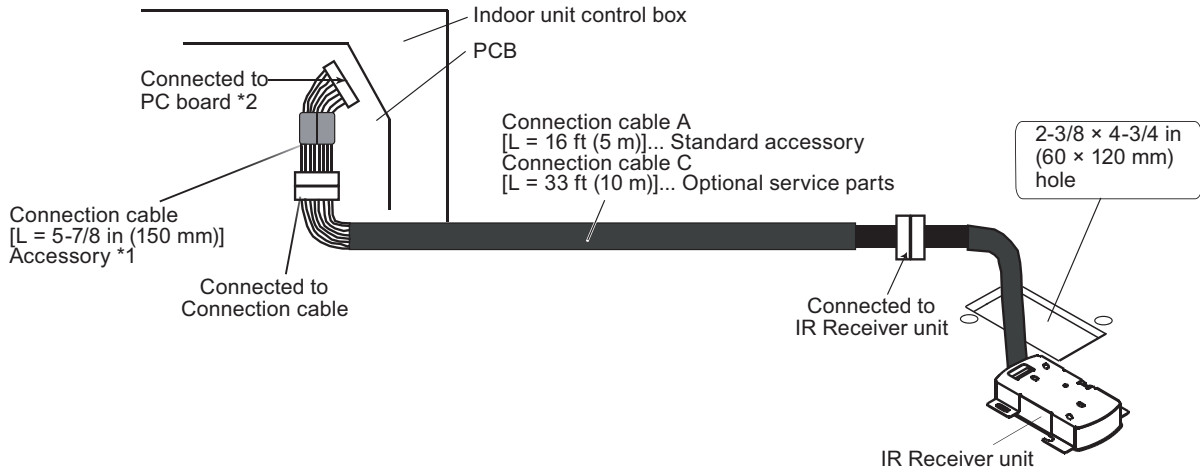 Indoor unit control box
PCB
Connected to
PC board *2
Connection cable A
[L = 16 ft (5 m)]... Standard accessory
Connection cable C
[L = 33 ft (10 m)]... Optional service parts
2-3/8 × 4-3/4 in
(60 × 120 mm)
hole
Connection cable
[L = 5-7/8 in (150 mm)]
Accessory *1
Connected to
Connection cable
Connected to
IR Receiver unit
IR Receiver unit